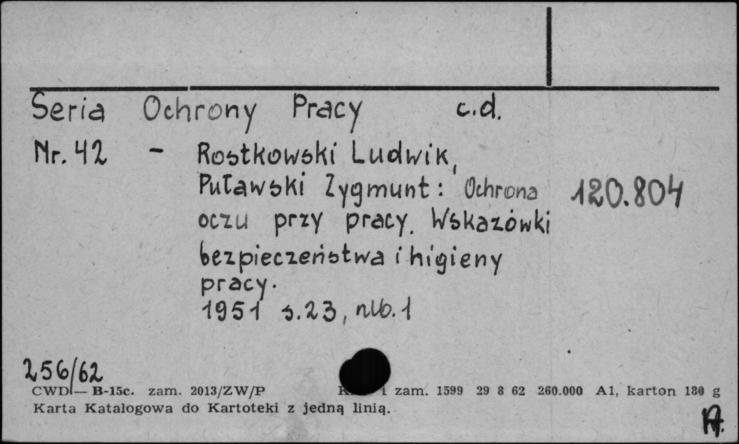 Seria Ochrony Pracy c.d.
Nr. 42 - Rostkowski Ludwik,
Puławski Zygmunt: Ochrona 120.804
oczu przy pracy. Wskazówki
bezpieczeństwa i higieny
pracy.
1951 s. 23, nlb. 1
256/62
CWD — B-15c. zam. 2013/ZW/P zam. 1599 29 8 62 260.000 A1, karton 180 g
Karta Katalogowa do Kartoteki z jedną linią.